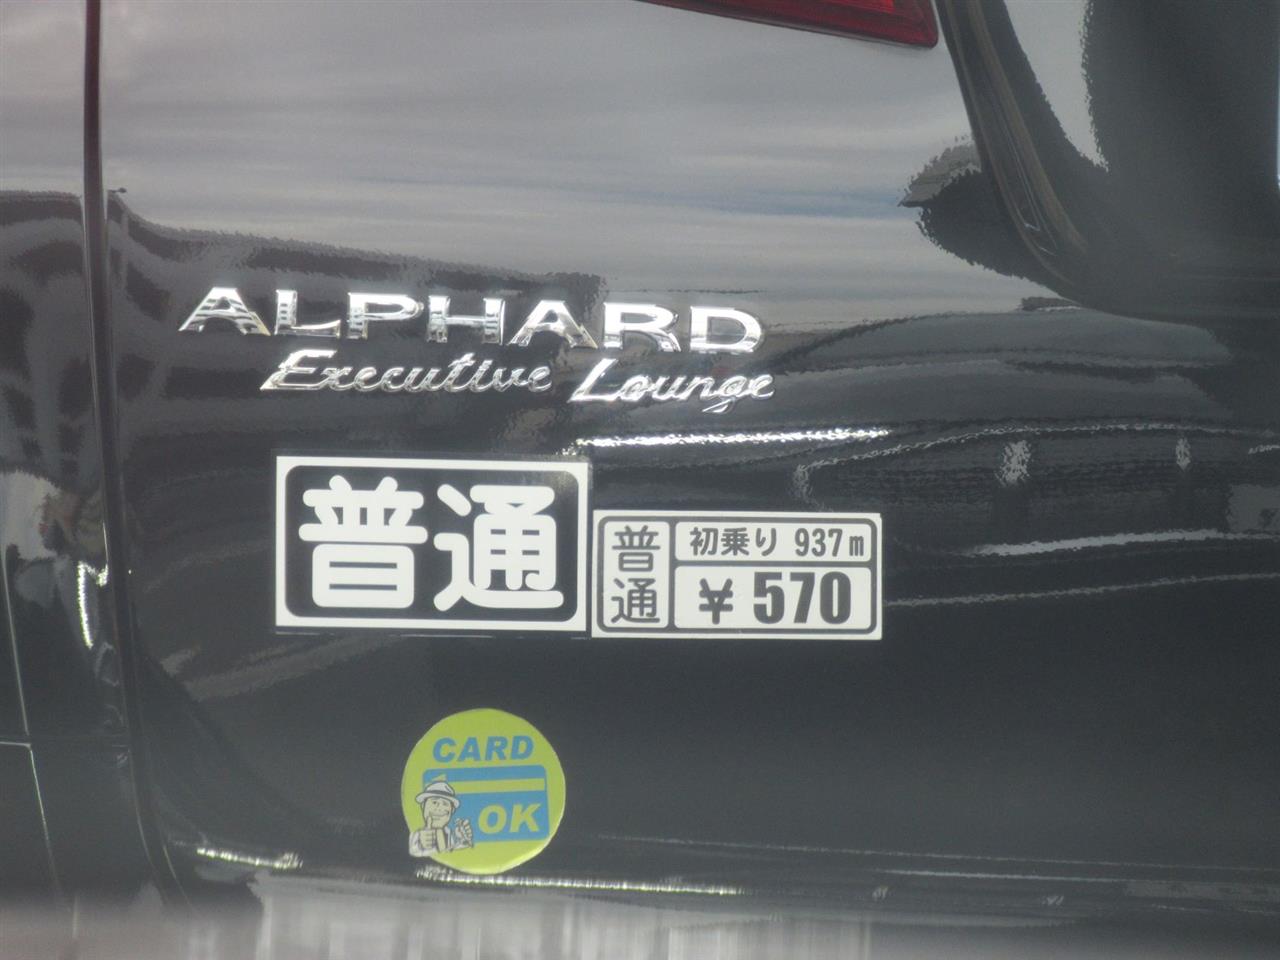 ALPHARD
Executive Lounge
普通
普通
初乗り 937m
¥570
CARD
OK